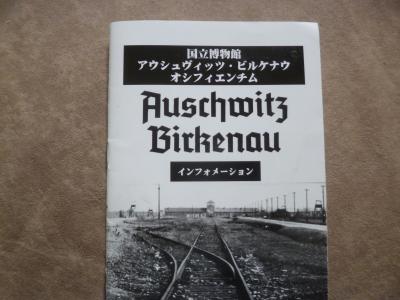 国立博物館
アウシュヴィッツ・ビルケナウ
オシフィエンチム
Auschwitz
Birkenau
インフォメーション